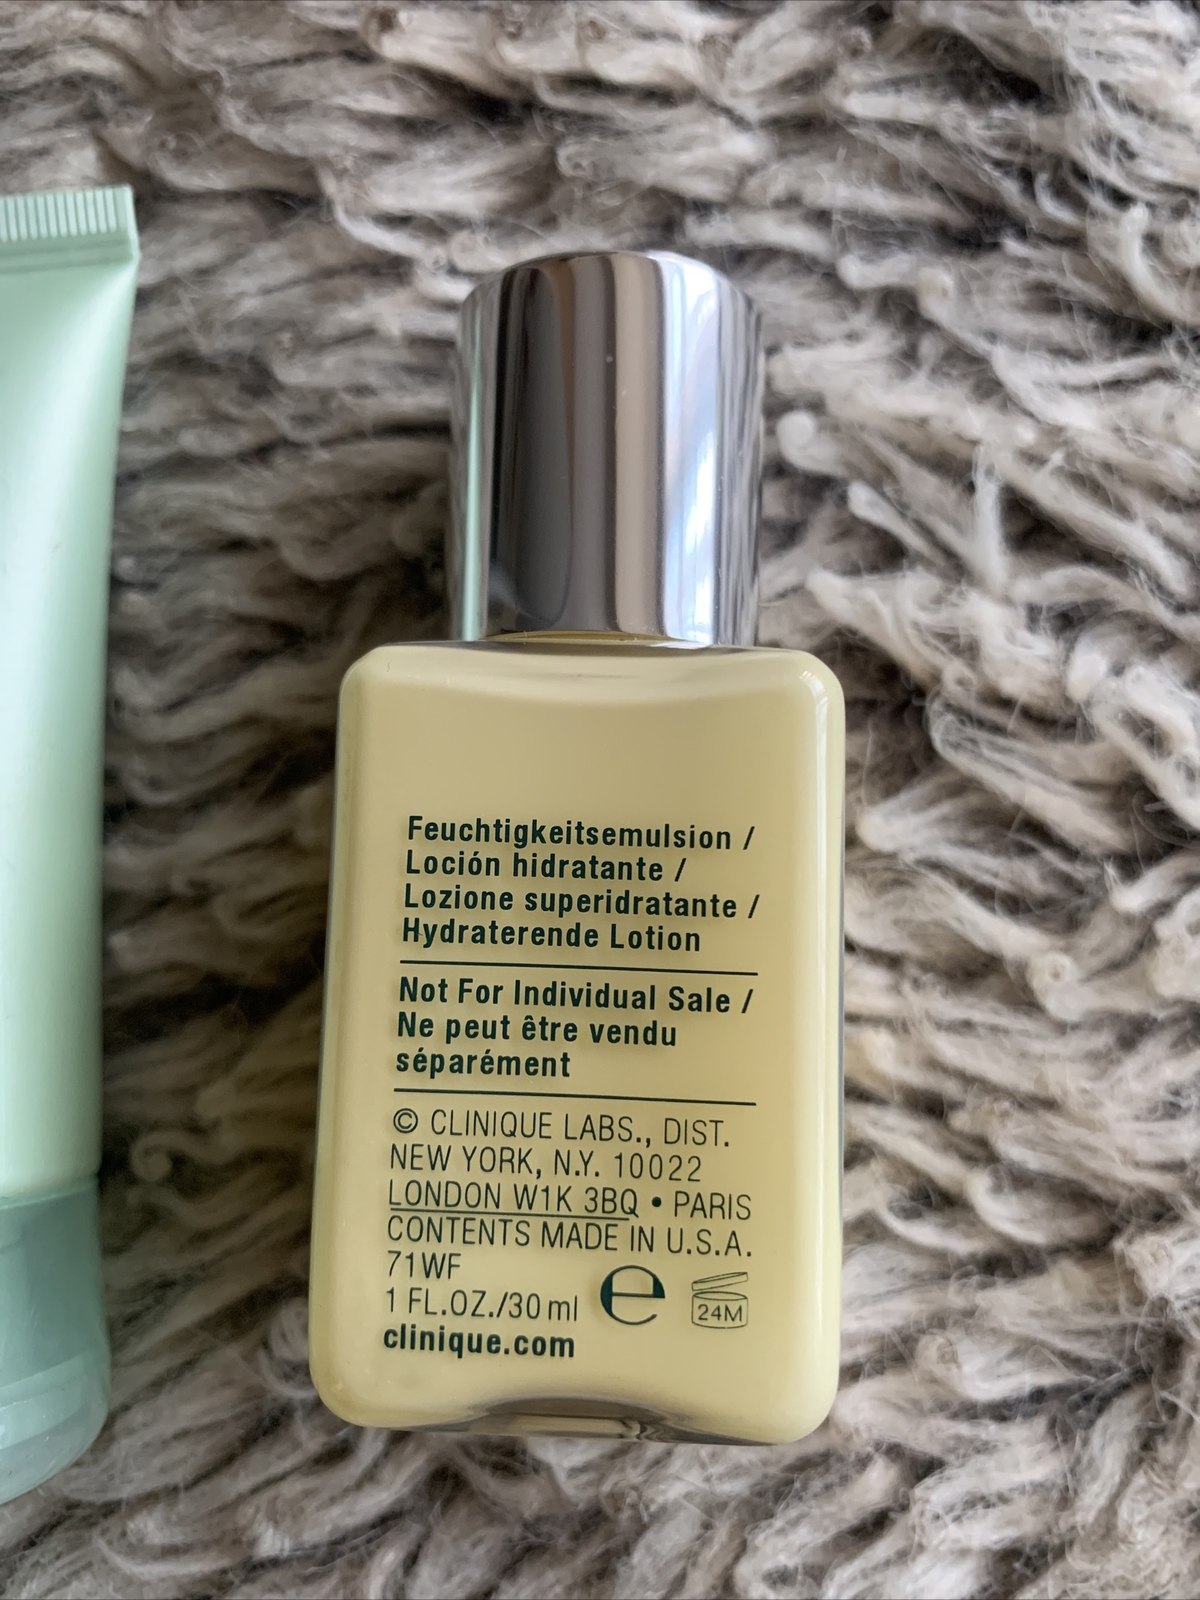 Feuchtigkeitsemulsion /
Loción hidratante /
Lozione superidratante /
Hydraterende Lotion
Not For Individual Sale /
Ne peut être vendu
séparément
© CLINIQUE LABS., DIST.
NEW YORK, N.Y. 10022
LONDON W1K 3BQ • PARIS
CONTENTS MADE IN U.S.A.
71WF
1 FL.OZ./30 ml e 24M
clinique.com